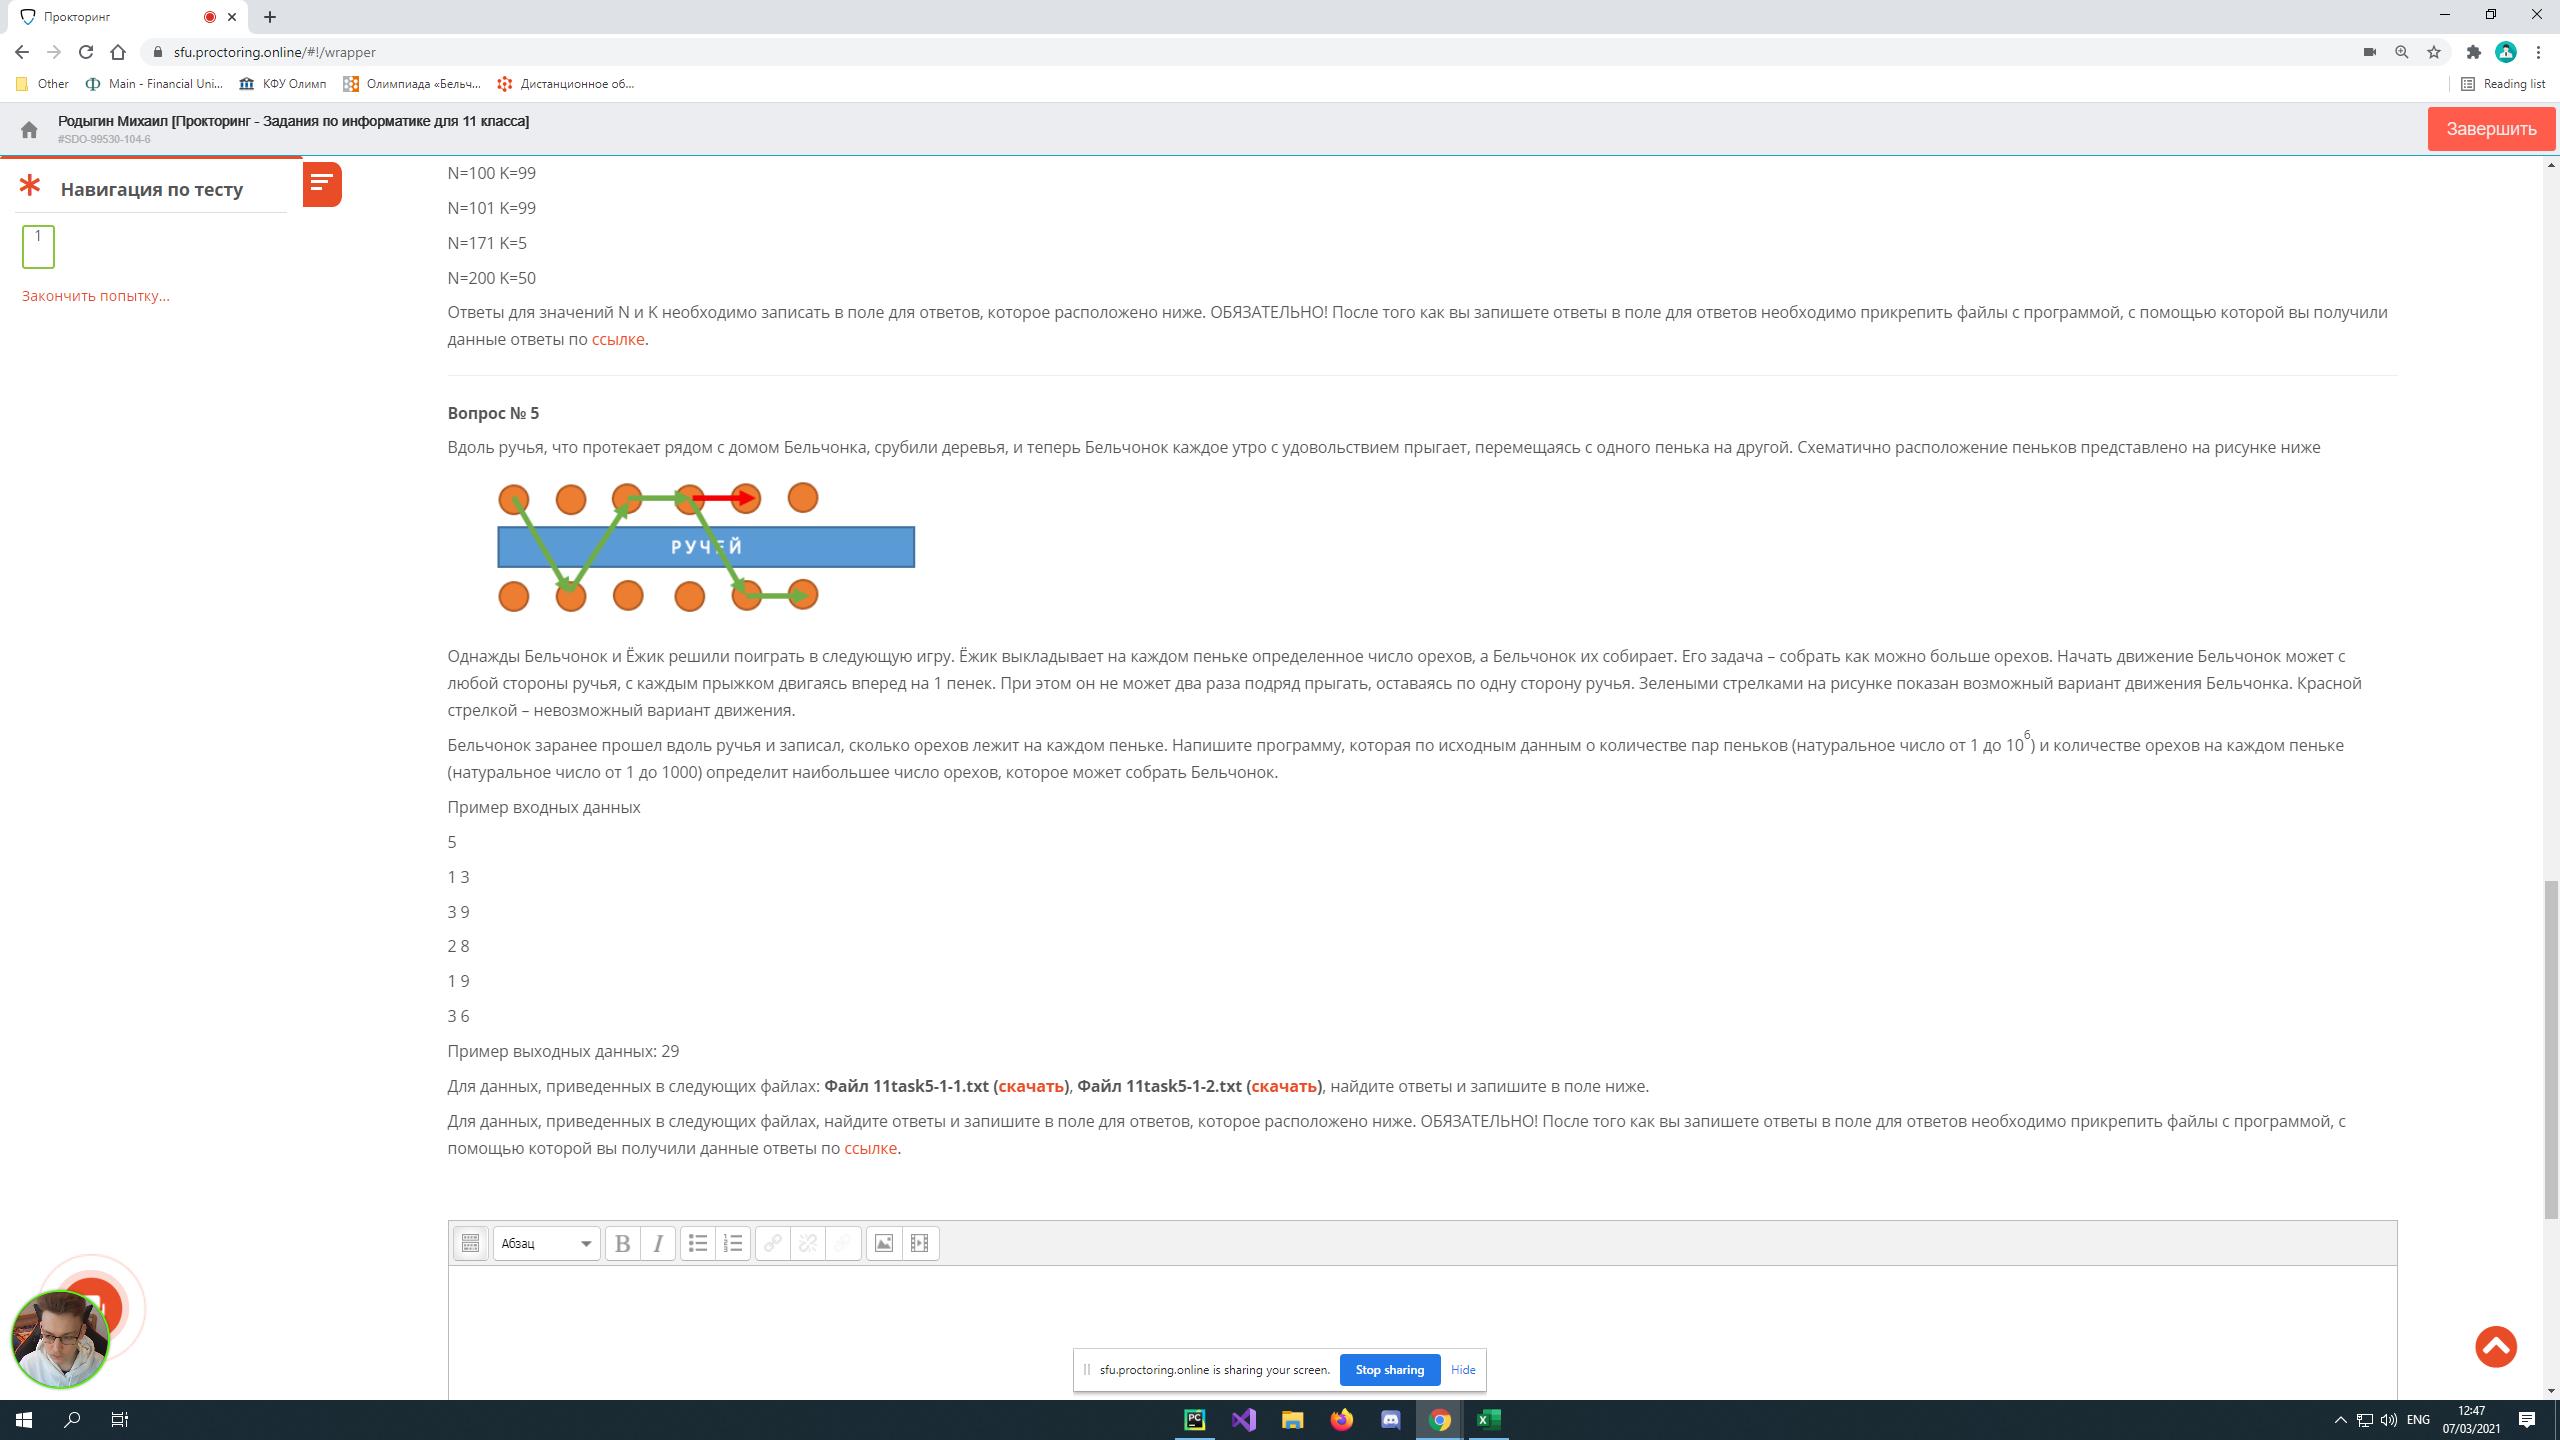 Прокторинг
sfu.proctoring.online/#!/wrapper
Other
Main - Financial Uni...
КФУ Олимп
Олимпиада «Бельч...
Дистанционное об...
Reading list
Родыгин Михаил [Прокторинг - Задания по информатике для 11 класса]
#SDO-99530-104-6
Завершить
Навигация по тесту
1
Закончить попытку...
N=100 K=99
N=101 K=99
N=171 K=5
N=200 K=50
Ответы для значений N и K необходимо записать в поле для ответов, которое расположено ниже. ОБЯЗАТЕЛЬНО! После того как вы запишете ответы в поле для ответов необходимо прикрепить файлы с программой, с помощью которой вы получили
данные ответы по ссылке.
Вопрос № 5
Вдоль ручья, что протекает рядом с домом Бельчонка, срубили деревья, и теперь Бельчонок каждое утро с удовольствием прыгает, перемещаясь с одного пенька на другой. Схематично расположение пеньков представлено на рисунке ниже
РУЧЕЙ
Однажды Бельчонок и Ёжик решили поиграть в следующую игру. Ёжик выкладывает на каждом пеньке определенное число орехов, а Бельчонок их собирает. Его задача – собрать как можно больше орехов. Начать движение Бельчонок может с
любой стороны ручья, с каждым прыжком двигаясь вперед на 1 пенек. При этом он не может два раза подряд прыгать, оставаясь по одну сторону ручья. Зелеными стрелками на рисунке показан возможный вариант движения Бельчонка. Красной
стрелкой – невозможный вариант движения.
Бельчонок заранее прошел вдоль ручья и записал, сколько орехов лежит на каждом пеньке. Напишите программу, которая по исходным данным о количестве пар пеньков (натуральное число от 1 до 10⁶) и количестве орехов на каждом пеньке
(натуральное число от 1 до 1000) определит наибольшее число орехов, которое может собрать Бельчонок.
Пример входных данных
5
1 3
3 9
2 8
1 9
3 6
Пример выходных данных: 29
Для данных, приведенных в следующих файлах: Файл 11task5-1-1.txt (скачать), Файл 11task5-1-2.txt (скачать), найдите ответы и запишите в поле ниже.
Для данных, приведенных в следующих файлах, найдите ответы и запишите в поле для ответов, которое расположено ниже. ОБЯЗАТЕЛЬНО! После того как вы запишете ответы в поле для ответов необходимо прикрепить файлы с программой, с
помощью которой вы получили данные ответы по ссылке.
Абзац
B I
sfu.proctoring.online is sharing your screen.
Stop sharing
Hide
ENG
12:47
07/03/2021